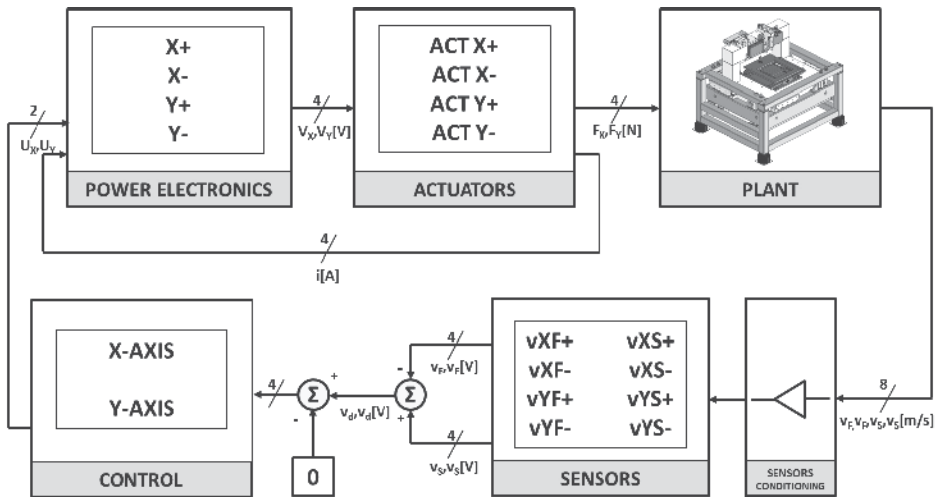 X+
X-
Y+
Y-
POWER ELECTRONICS
2
U_X,U_Y
4
V_X,V_Y[V]
ACT X+
ACT X-
ACT Y+
ACT Y-
ACTUATORS
4
F_X,F_Y[N]
PLANT
4
i[A]
X-AXIS
Y-AXIS
CONTROL
4
Σ
+
-
0
v_d,v_d[V]
Σ
-
+
4
v_F,v_F[V]
4
v_S,v_S[V]
vXF+ vXS+
vXF- vXS-
vYF+ vYS+
vYF- vYS-
SENSORS
SENSORS
CONDITIONING
8
v_F,v_F,v_S,v_S[m/s]